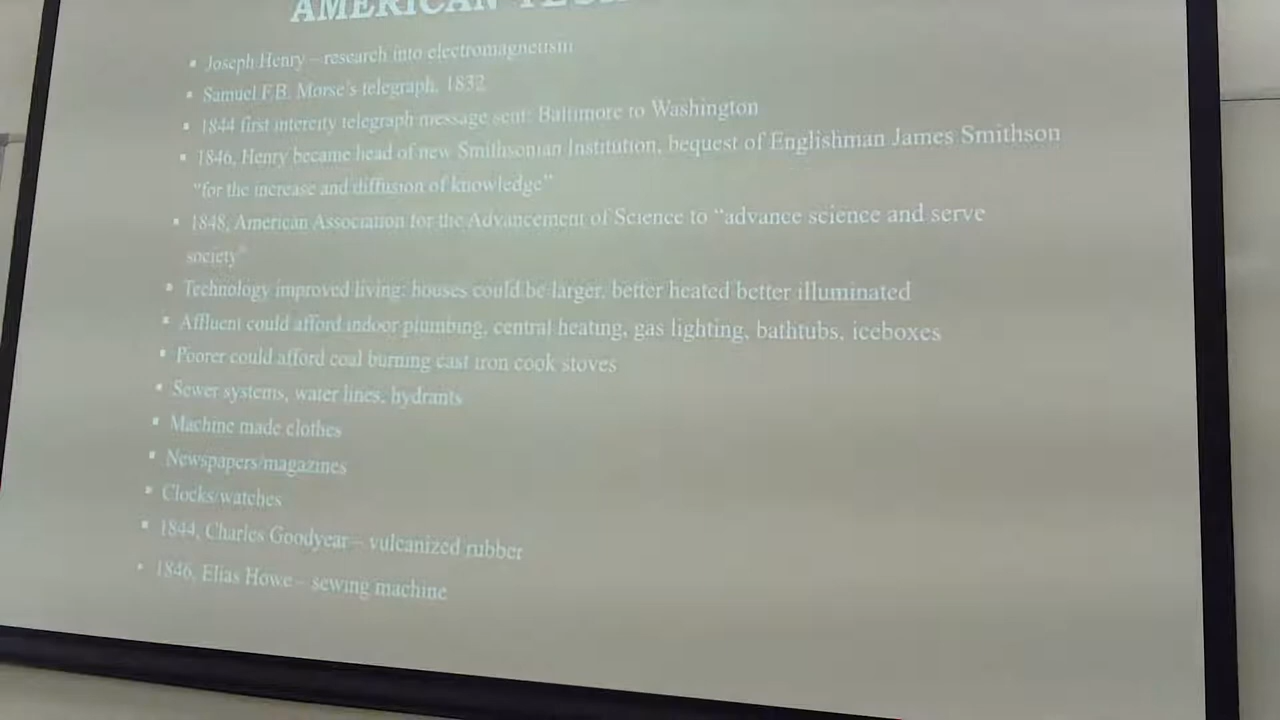 AMERICAN
▪ Joseph Henry – research into electromagnetism
▪ Samuel F.B. Morse's telegraph, 1832
▪ 1844 first intercity telegraph message sent: Baltimore to Washington
▪ 1846, Henry became head of new Smithsonian Institution, bequest of Englishman James Smithson
"for the increase and diffusion of knowledge"
▪ 1848, American Association for the Advancement of Science to "advance science and serve
society"
▪ Technology improved living: houses could be larger, better heated better illuminated
▪ Affluent could afford indoor plumbing, central heating, gas lighting, bathtubs, iceboxes
▪ Poorer could afford coal burning cast iron cook stoves
▪ Sewer systems, water lines, hydrants
▪ Machine made clothes
▪ Newspapers/magazines
▪ Clocks/watches
▪ 1844, Charles Goodyear – vulcanized rubber
▪ 1846, Elias Howe – sewing machine